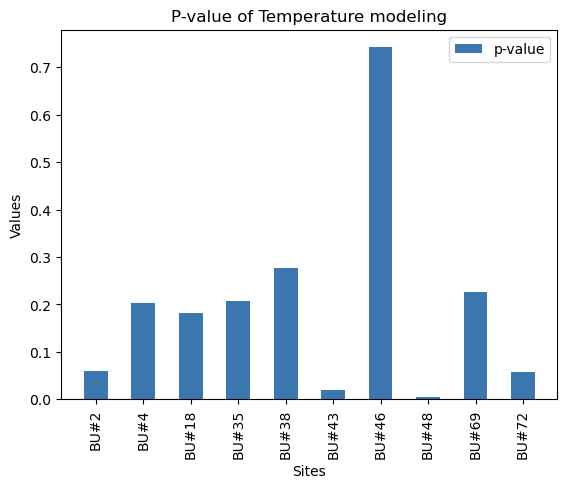 P-value of Temperature modeling
p-value
Values
0.7
0.6
0.5
0.4
0.3
0.2
0.1
0.0
BU#2
BU#4
BU#18
BU#35
BU#38
BU#43
BU#46
BU#48
BU#69
BU#72
Sites